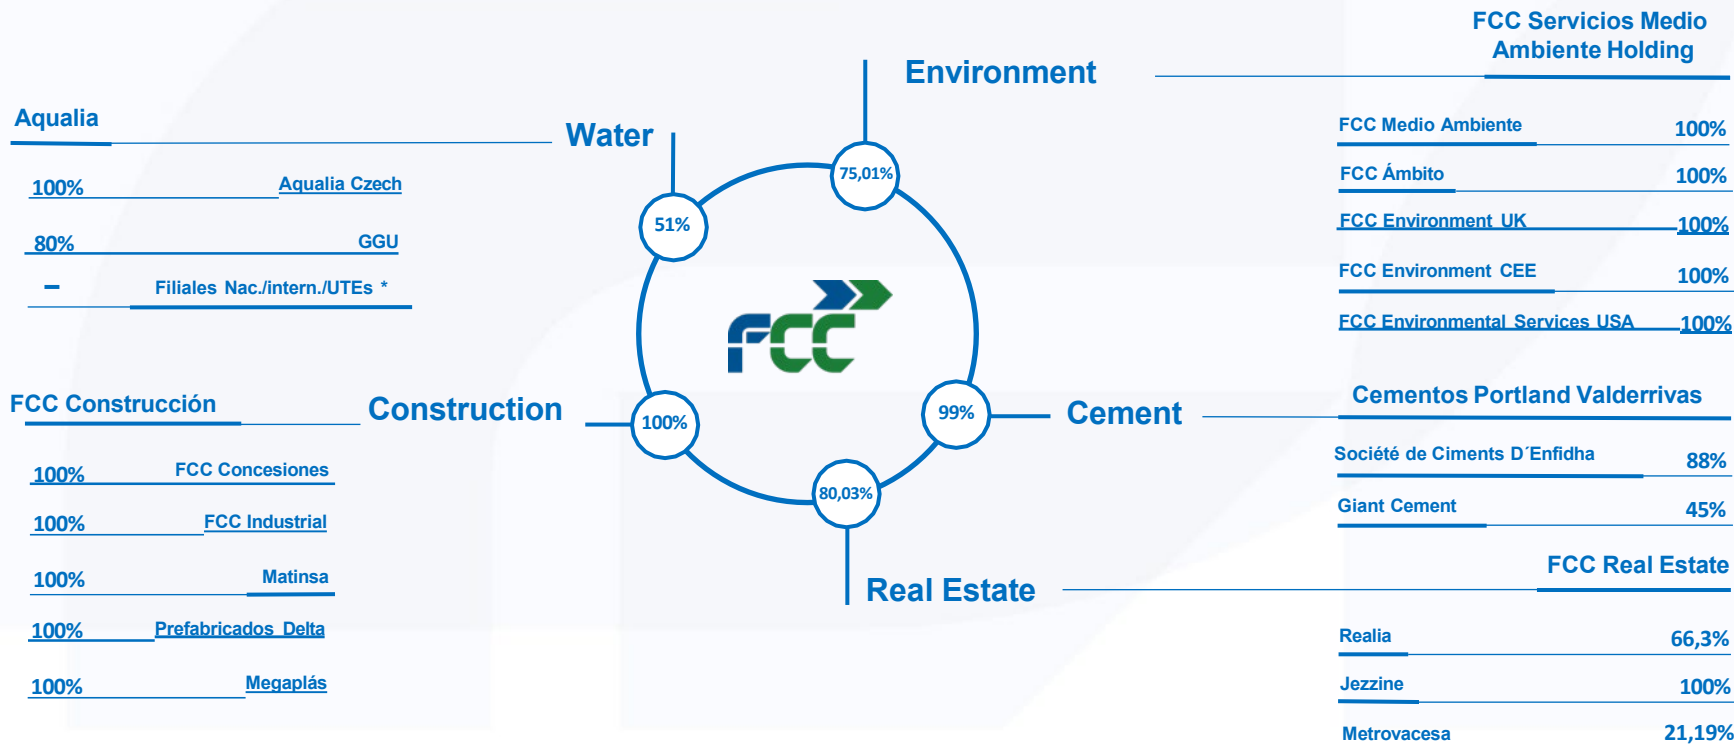 Aqualia
Water
100% Aqualia Czech
80% GGU
– Filiales Nac./intern./UTEs *
51%
FCC Construcción
Construction
100%
100% FCC Concesiones
100% FCC Industrial
100% Matinsa
100% Prefabricados Delta
100% Megaplás
FCC
Environment
75,01%
FCC Servicios Medio
Ambiente Holding
FCC Medio Ambiente 100%
FCC Ámbito 100%
FCC Environment UK 100%
FCC Environment CEE 100%
FCC Environmental Services USA 100%
99%
Cement
Cementos Portland Valderrivas
Société de Ciments D´Enfidha 88%
Giant Cement 45%
80,03%
Real Estate
FCC Real Estate
Realia 66,3%
Jezzine 100%
Metrovacesa 21,19%